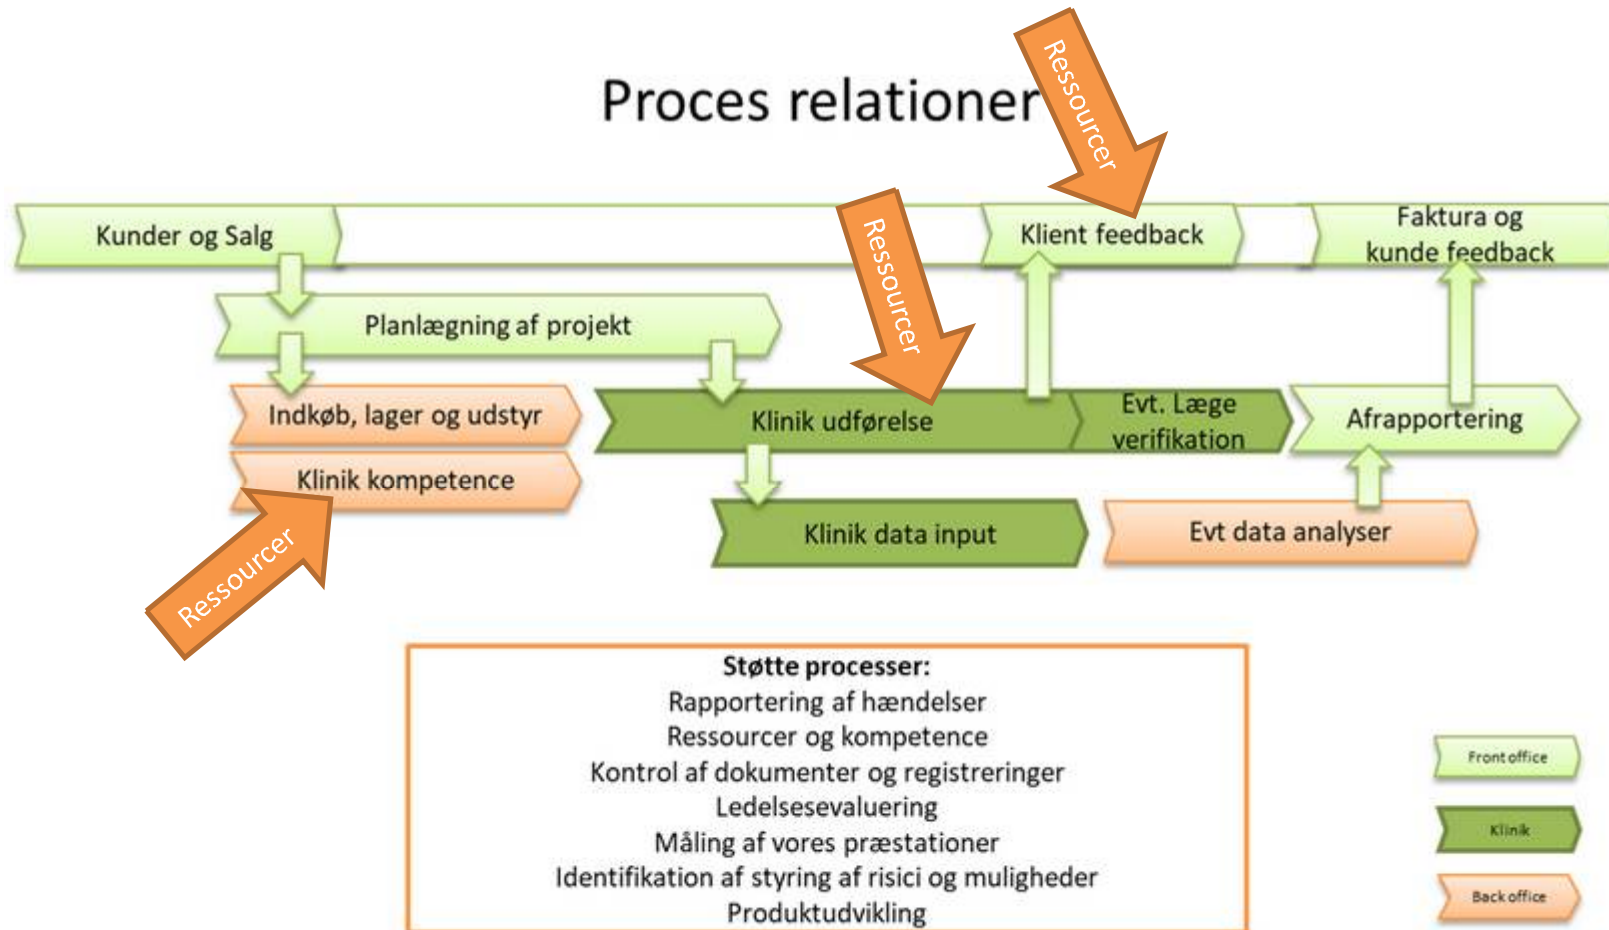 Proces relationer
Ressourcer
Kunder og Salg
Ressourcer
Klient feedback
Faktura og
kunde feedback
Planlægning af projekt
Indkøb, lager og udstyr
Klinik udførelse
Evt. Læge
verifikation
Afrapportering
Klinik kompetence
Ressourcer
Klinik data input
Evt data analyser
Støtte processer:
Rapportering af hændelser
Ressourcer og kompetence
Kontrol af dokumenter og registreringer
Ledelsesevaluering
Måling af vores præstationer
Identifikation af styring af risici og muligheder
Produktudvikling
Front office
Klinik
Back office